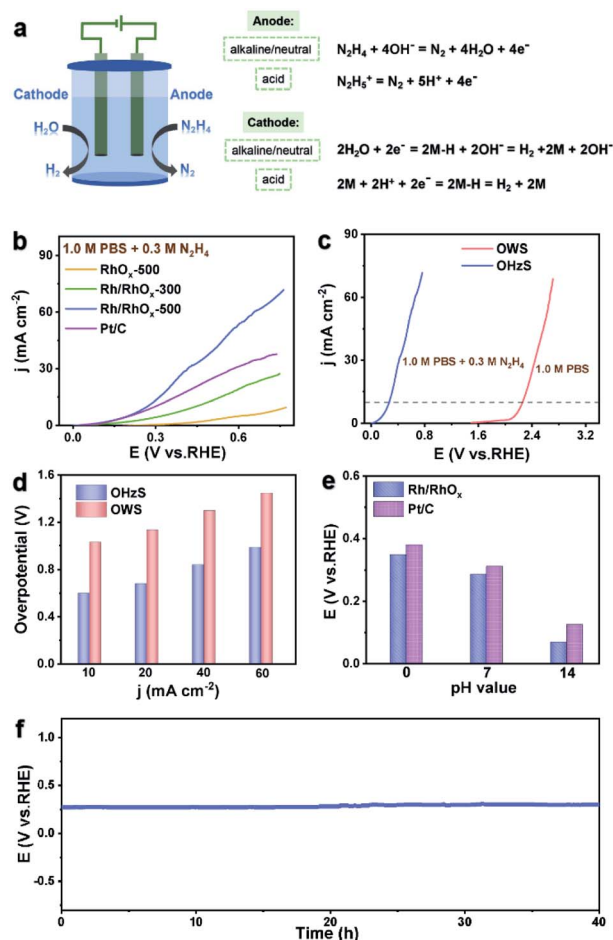 a
Anode:
alkaline/neutral
N₂H₄ + 4OH⁻ = N₂ + 4H₂O + 4e⁻
acid
N₂H₅⁺ = N₂ + 5H⁺ + 4e⁻
Cathode
Anode
H₂O
N₂H₄
H₂
N₂
Cathode:
alkaline/neutral
2H₂O + 2e⁻ = 2M-H + 2OH⁻ = H₂ +2M + 2OH⁻
acid
2M + 2H⁺ + 2e⁻ = 2M-H = H₂ + 2M
b
1.0 M PBS + 0.3 M N₂H₄
RhOₓ-500
Rh/RhOₓ-300
Rh/RhOₓ-500
Pt/C
j (mA cm⁻²)
90
60
30
0
0.0 0.3 0.6
E (V vs.RHE)
c
OWS
OHzS
1.0 M PBS + 0.3 M N₂H₄
1.0 M PBS
j (mA cm⁻²)
90
60
30
0
0.0 0.8 1.6 2.4 3.2
E (V vs.RHE)
d
OHzS
OWS
Overpotential (V)
1.8
1.2
0.6
0.0
10 20 40 60
j (mA cm⁻²)
e
Rh/RhOₓ
Pt/C
E (V vs.RHE)
0.6
0.3
0.0
0 7 14
pH value
f
E (V vs.RHE)
1.0
0.5
0.0
-0.5
0 10 20 30 40
Time (h)